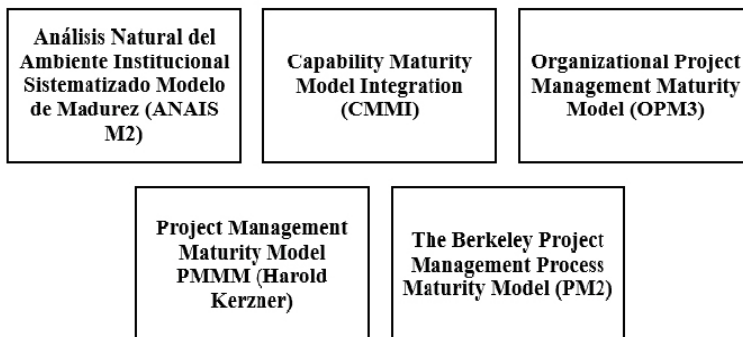 Análisis Natural del
Ambiente Institucional
Sistematizado Modelo
de Madurez (ANAIS
M2)
Capability Maturity
Model Integration
(CMMI)
Organizational Project
Management Maturity
Model (OPM3)
Project Management
Maturity Model
PMMM (Harold
Kerzner)
The Berkeley Project
Management Process
Maturity Model (PM2)